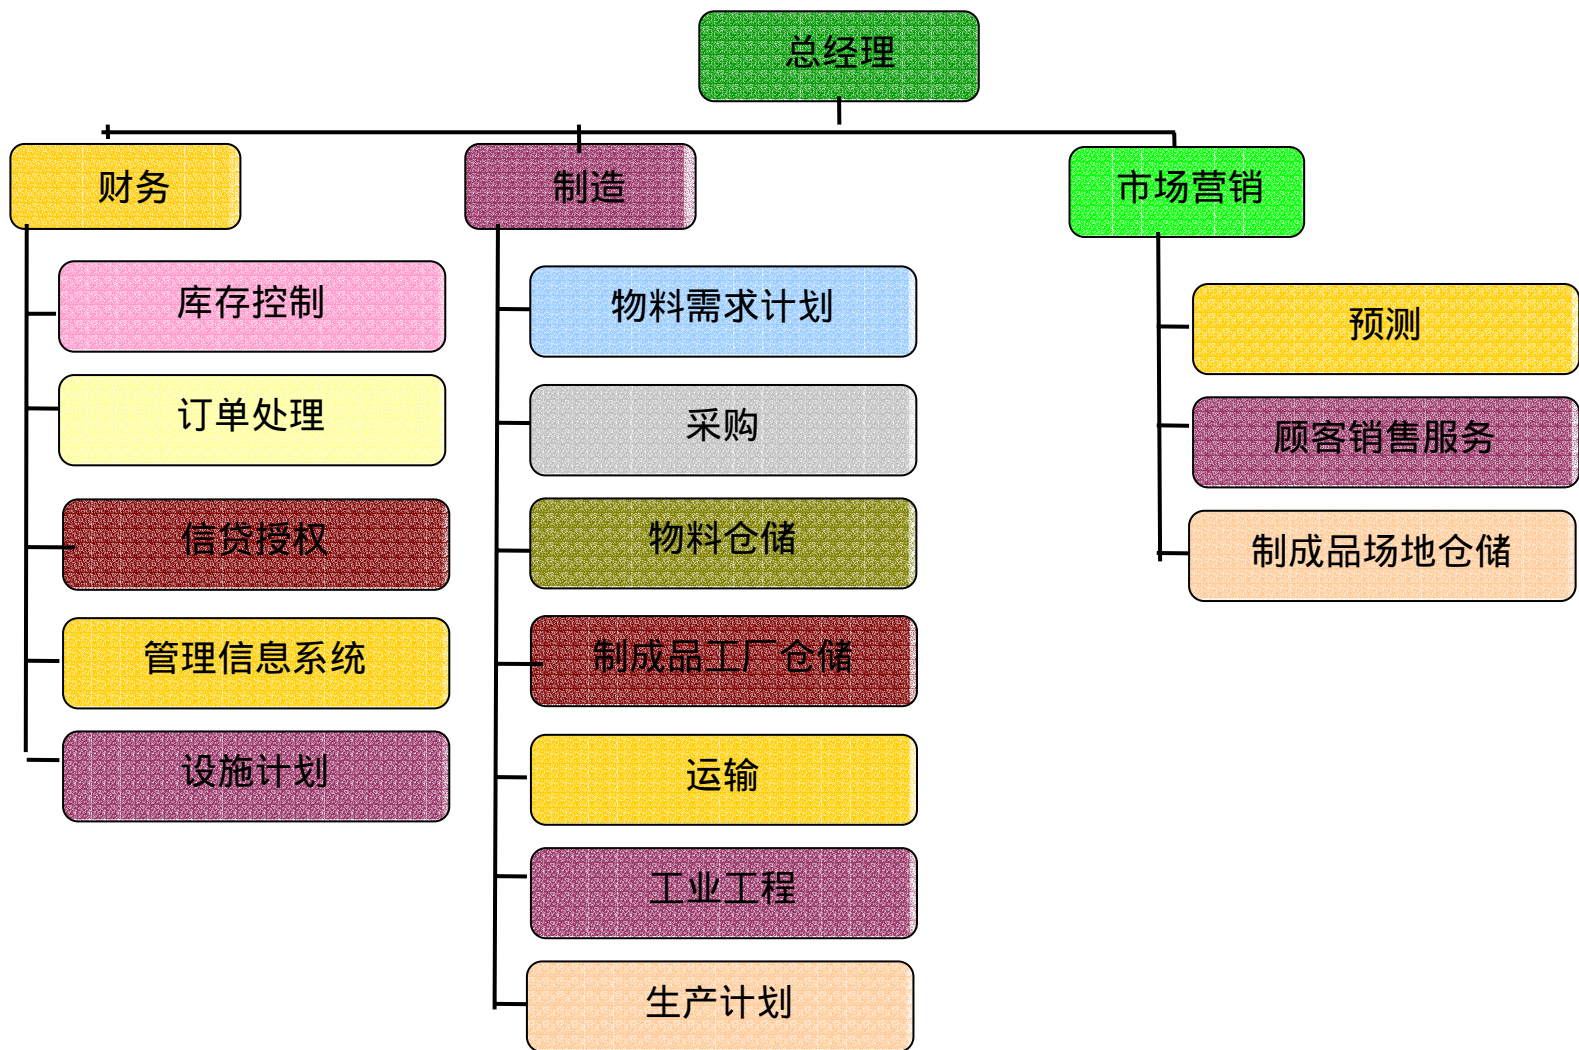 总经理
财务
制造
市场营销
库存控制
订单处理
信贷授权
管理信息系统
设施计划
物料需求计划
采购
物料仓储
制成品工厂仓储
运输
工业工程
生产计划
预测
顾客销售服务
制成品场地仓储